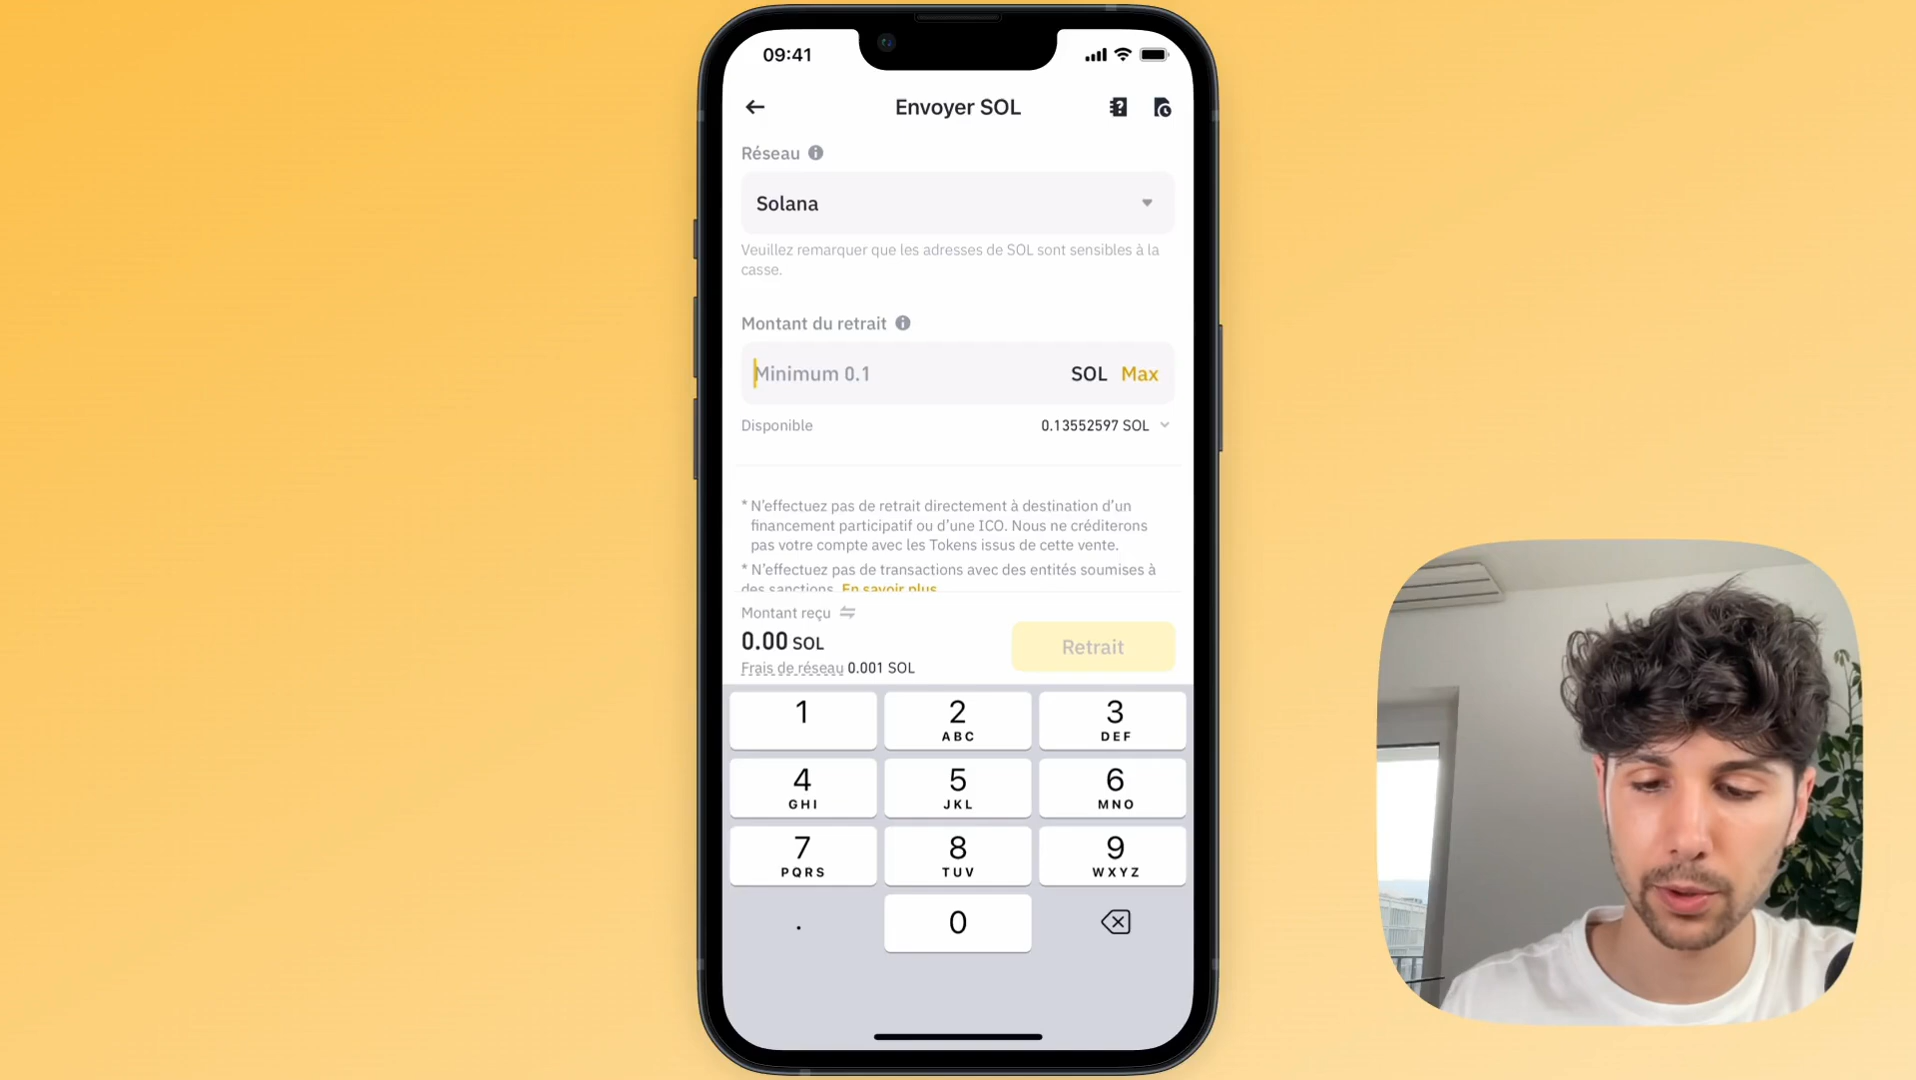 09:41
Envoyer SOL
Réseau
Solana
Veuillez remarquer que les adresses de SOL sont sensibles à la
casse.
Montant du retrait
Minimum 0.1
SOL Max
Disponible
0.13552597 SOL
* N'effectuez pas de retrait directement à destination d'un
financement participatif ou d'une ICO. Nous ne créditerons
pas votre compte avec les Tokens issus de cette vente.
* N'effectuez pas de transactions avec des entités soumises à
des sanctions. En savoir plus
Montant reçu
0.00 SOL
Frais de réseau 0.001 SOL
Retrait
1
2
ABC
3
DEF
4
GHI
5
JKL
6
MNO
7
PQRS
8
TUV
9
WXYZ
.
0